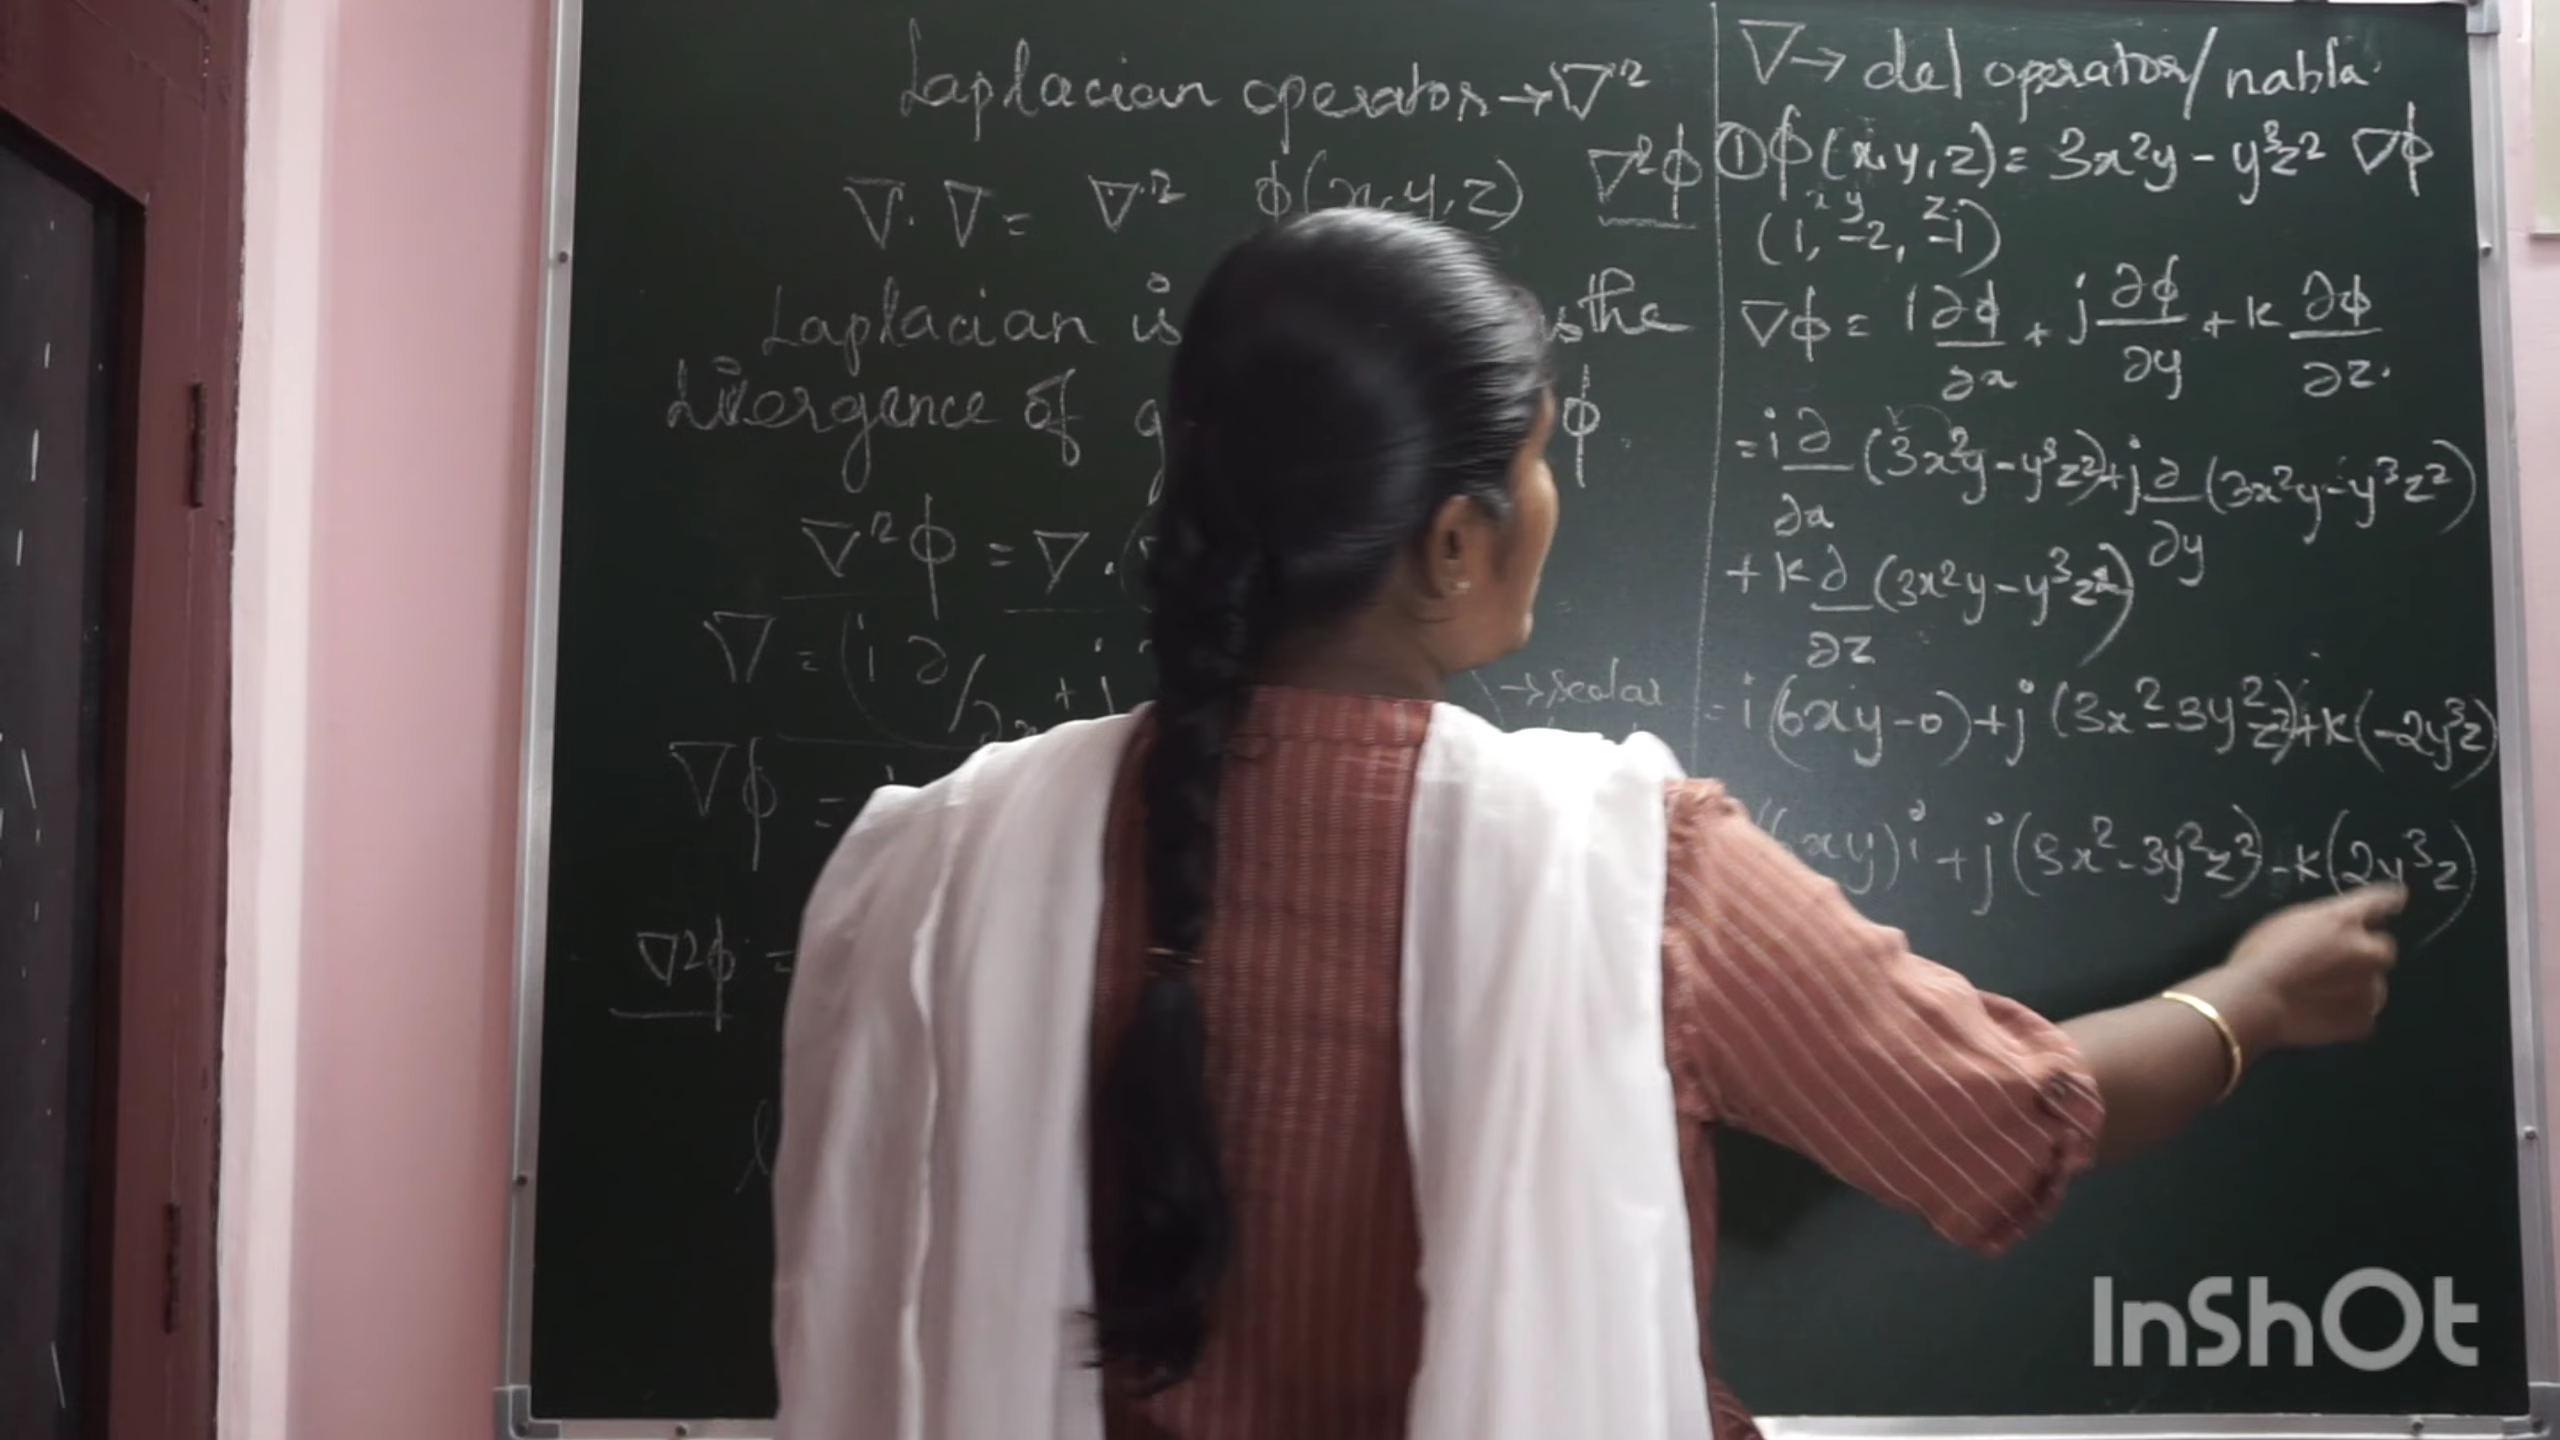 Laplacian operator → ∇²
∇·∇ = ∇² φ(x,y,z) ∇²φ
Laplacian is the
divergence of φ
∇²φ = ∇.(
∇ = (i ∂/∂x + j → scalar
∇φ =
∇²φ =
∇ → del operator/nabla
① φ(x,y,z) = 3x²y - y³z² ∇φ
x y z
(1, -2, -1)
∇φ = i ∂φ/∂x + j ∂φ/∂y + k ∂φ/∂z.
= i ∂/∂x (3x²y - y³z²) + j ∂/∂y (3x²y - y³z²)
+ k ∂/∂z (3x²y - y³z²)
= i (6xy - 0) + j (3x² - 3y²z²) + k(-2y³z)
xy)i + j(3x² - 3y²z²) - k(2y³z)
InShOt